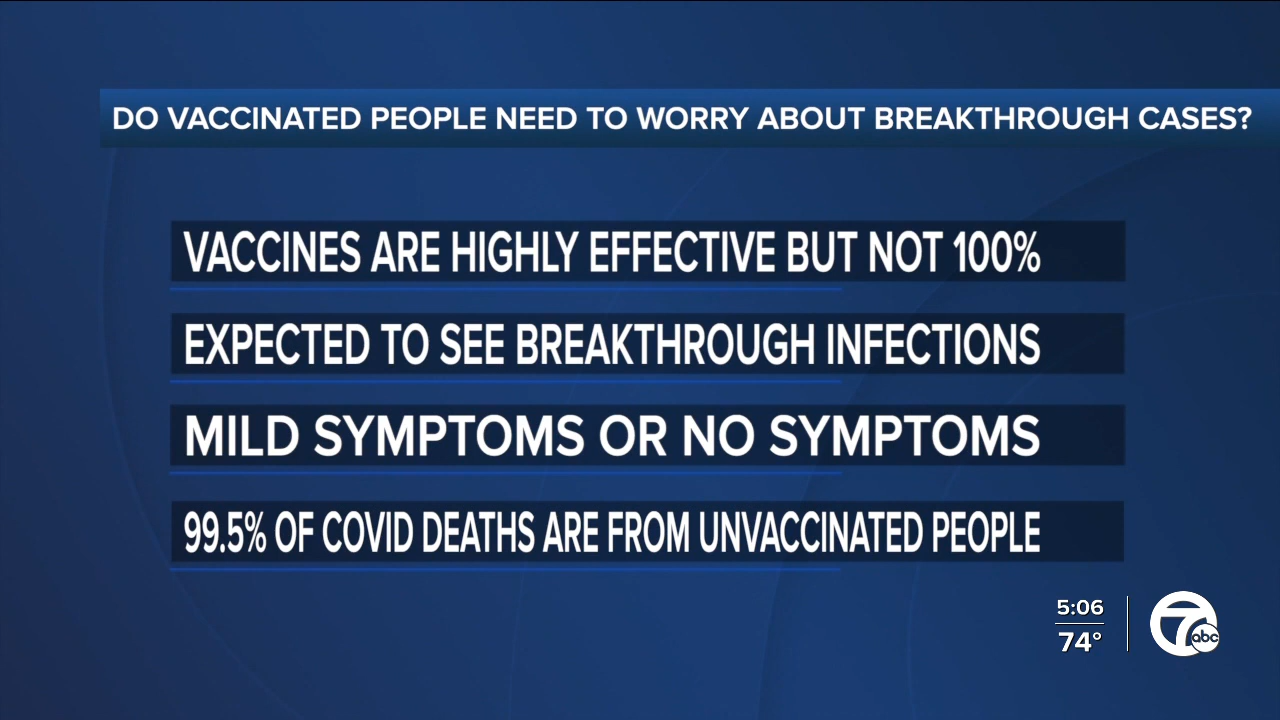 DO VACCINATED PEOPLE NEED TO WORRY ABOUT BREAKTHROUGH CASES?
VACCINES ARE HIGHLY EFFECTIVE BUT NOT 100%
EXPECTED TO SEE BREAKTHROUGH INFECTIONS
MILD SYMPTOMS OR NO SYMPTOMS
99.5% OF COVID DEATHS ARE FROM UNVACCINATED PEOPLE
5:06
74°
7 abc